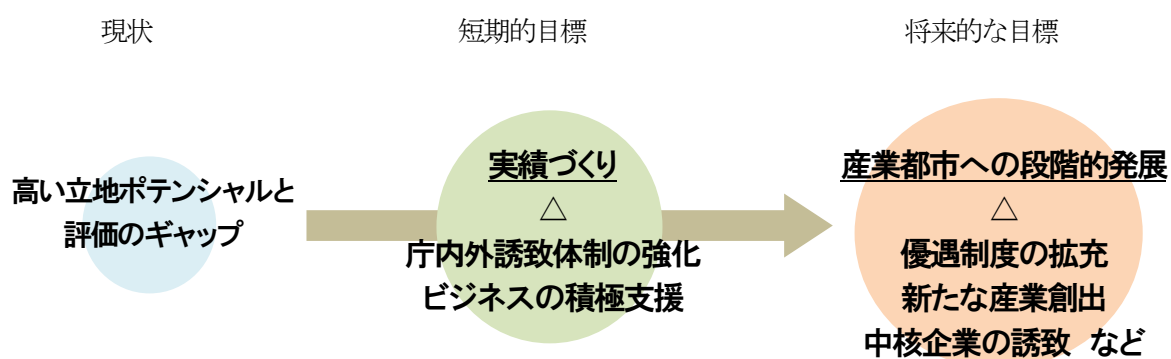 現状
短期的目標
将来的な目標
高い立地ポテンシャルと
評価のギャップ
実績づくり
△
庁内外誘致体制の強化
ビジネスの積極支援
産業都市への段階的発展
△
優遇制度の拡充
新たな産業創出
中核企業の誘致 など